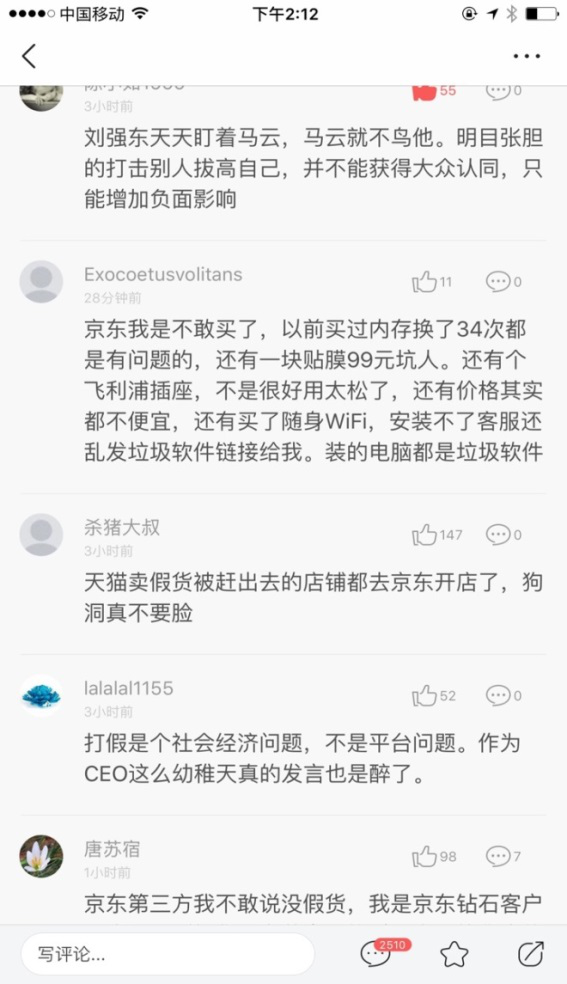 中国移动
下午2:12
55
0
3小时前
刘强东天天盯着马云，马云就不鸟他。明目张胆
的打击别人拔高自己，并不能获得大众认同，只
能增加负面影响
Exocoetusvolitans
11
0
28分钟前
京东我是不敢买了，以前买过内存换了34次都
是有问题的，还有一块贴膜99元坑人。还有个
飞利浦插座，不是很好用太松了，还有价格其实
都不便宜，还有买了随身WiFi，安装不了客服还
乱发垃圾软件链接给我。装的电脑都是垃圾软件
杀猪大叔
147
0
3小时前
天猫卖假货被赶出去的店铺都去京东开店了，狗
洞真不要脸
lalalal1155
52
0
3小时前
打假是个社会经济问题，不是平台问题。作为
CEO这么幼稚天真的发言也是醉了。
唐苏宿
98
7
1小时前
京东第三方我不敢说没假货，我是京东钻石客户
写评论...
2510